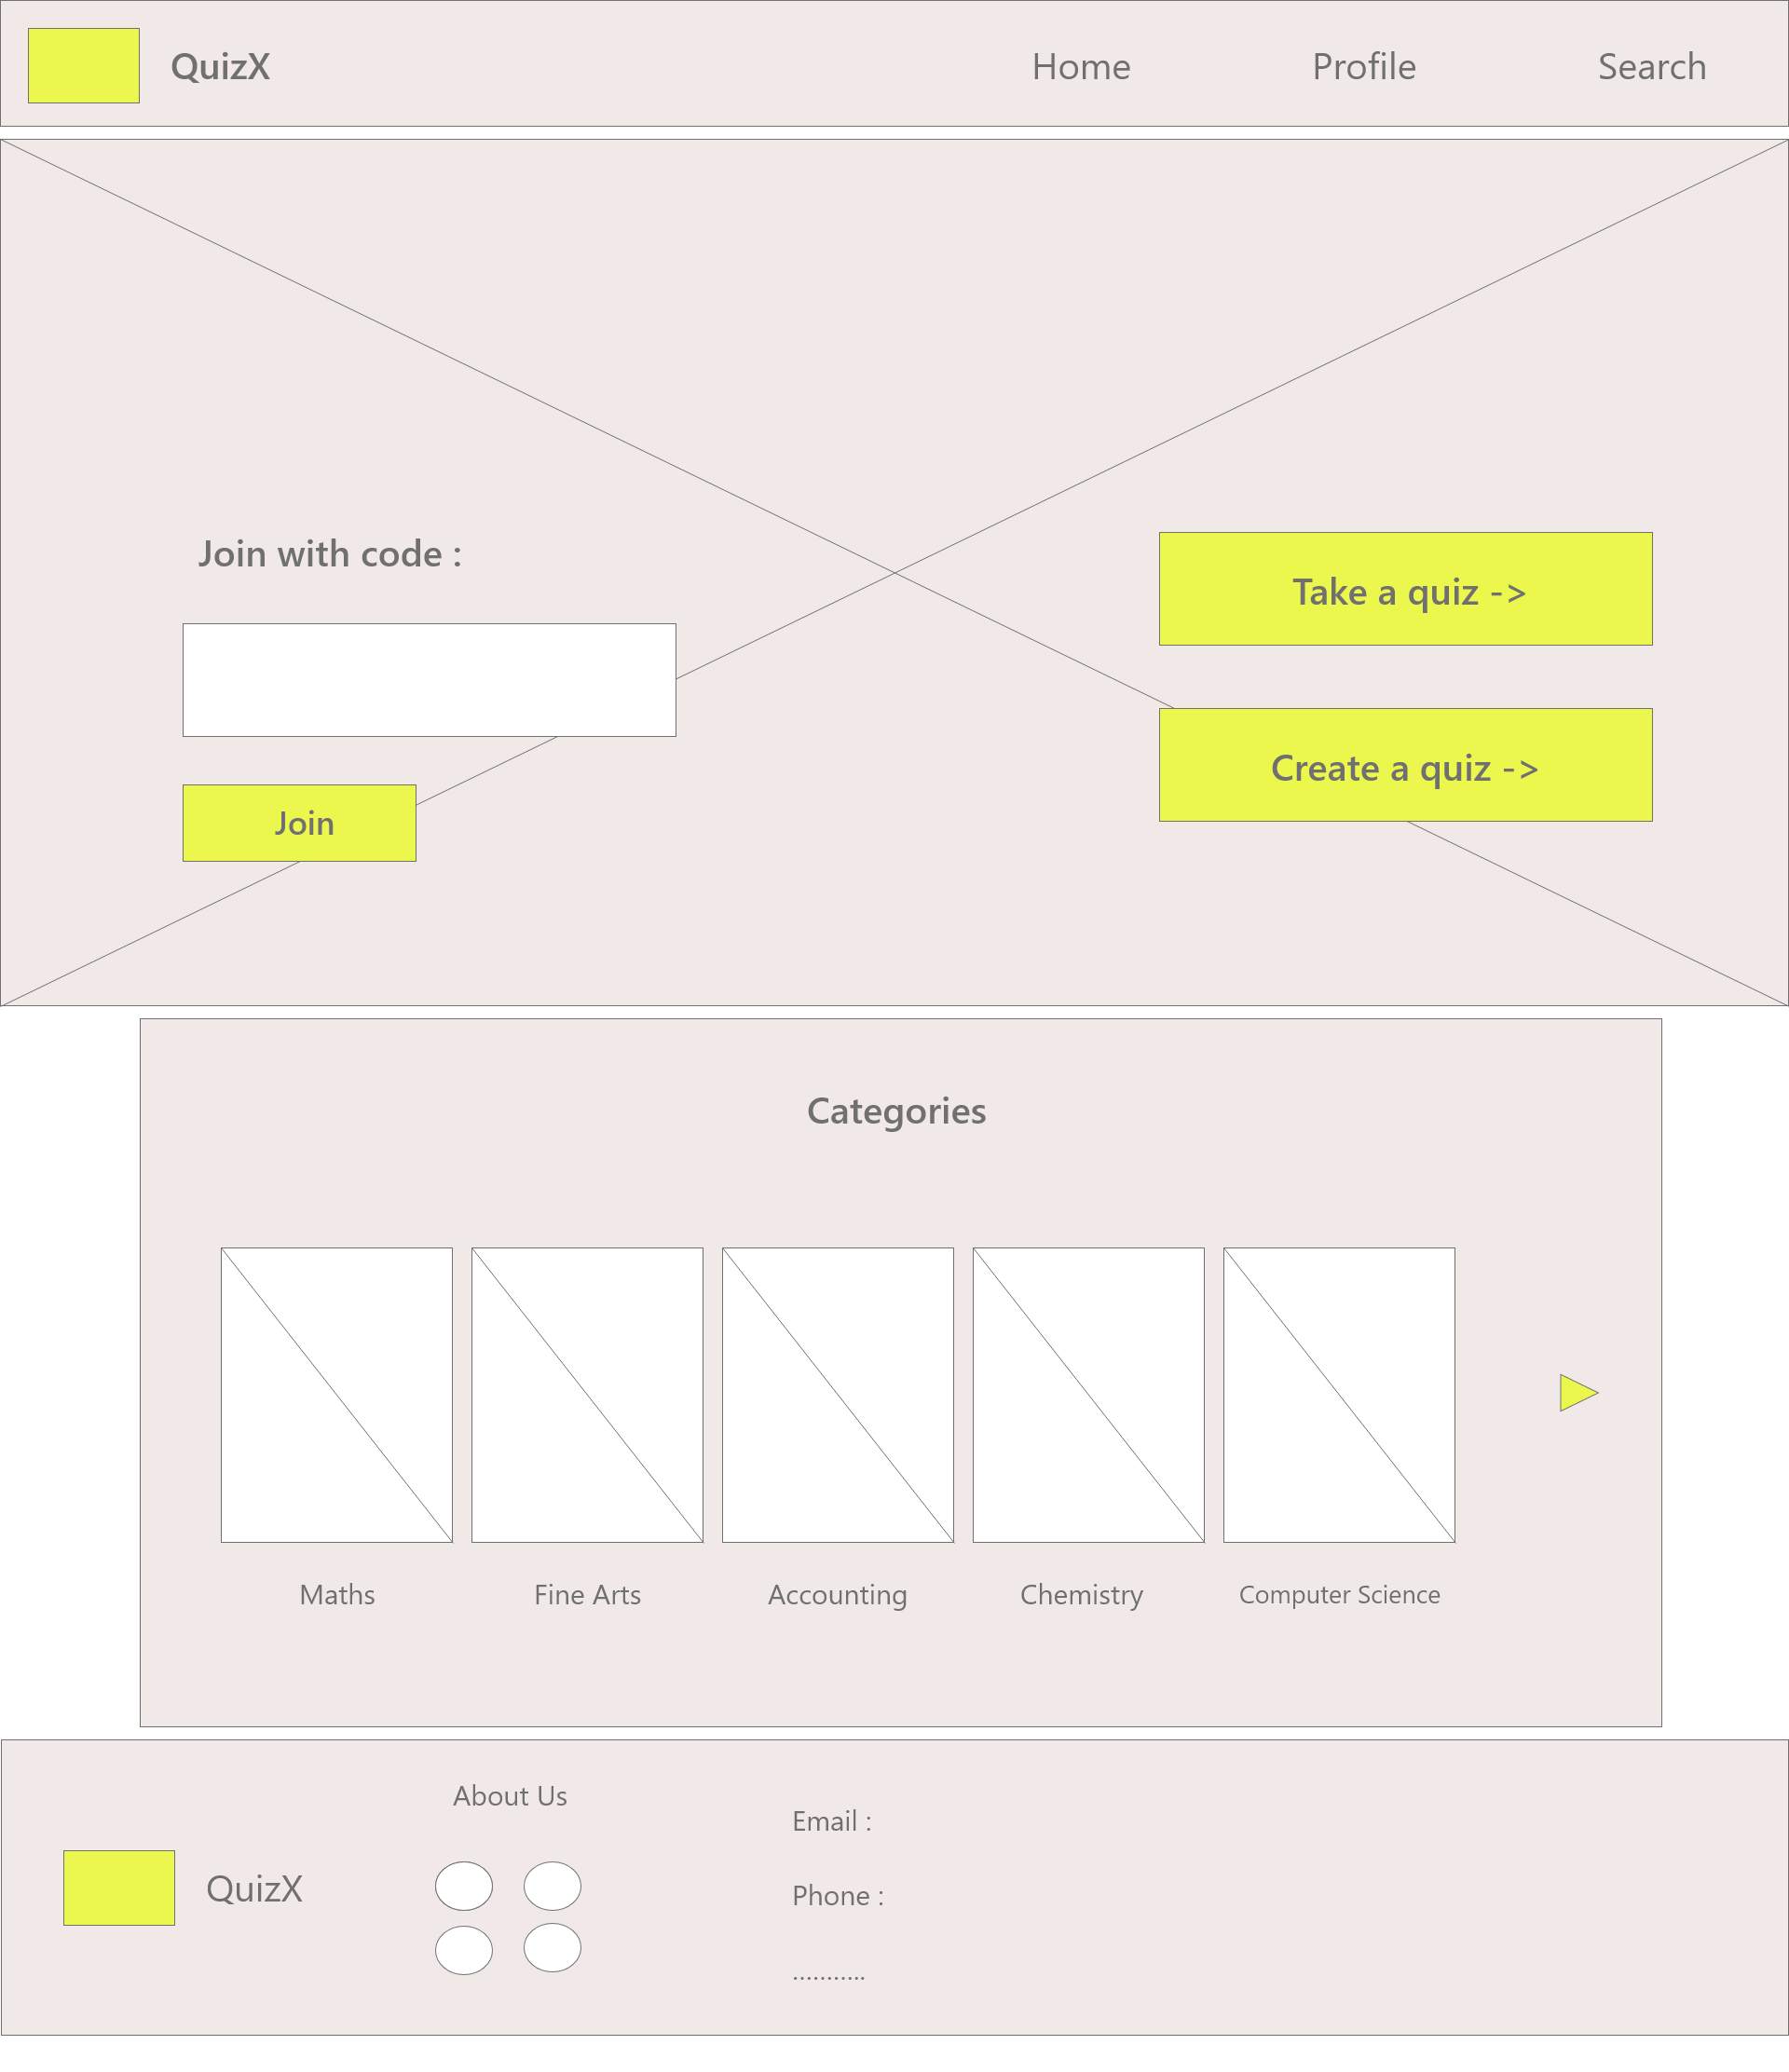 QuizX
Home
Profile
Search
Join with code :
Take a quiz ->
Create a quiz ->
Join
Categories
Maths
Fine Arts
Accounting
Chemistry
Computer Science
About Us
QuizX
Email :
Phone :
...........